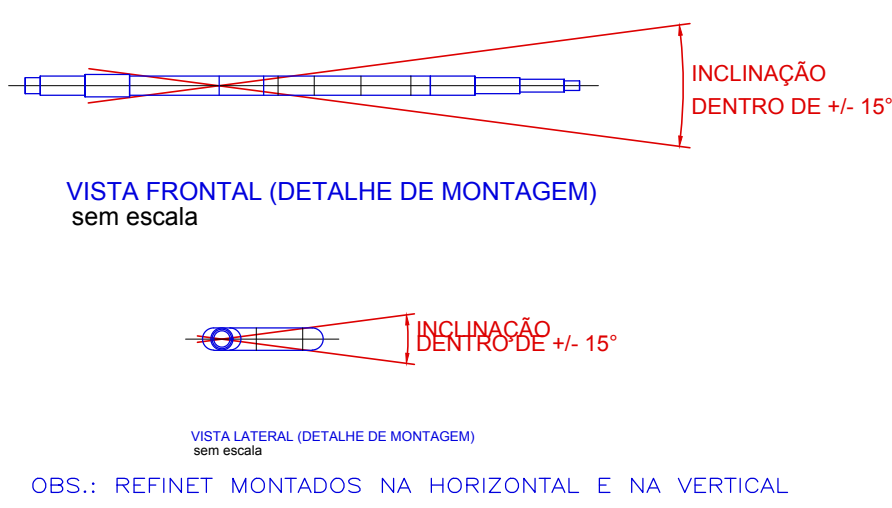 INCLINAÇÃO
DENTRO DE +/- 15°
VISTA FRONTAL (DETALHE DE MONTAGEM)
sem escala
INCLINAÇÃO
DENTRO DE +/- 15°
VISTA LATERAL (DETALHE DE MONTAGEM)
sem escala
OBS.: REFINET MONTADOS NA HORIZONTAL E NA VERTICAL